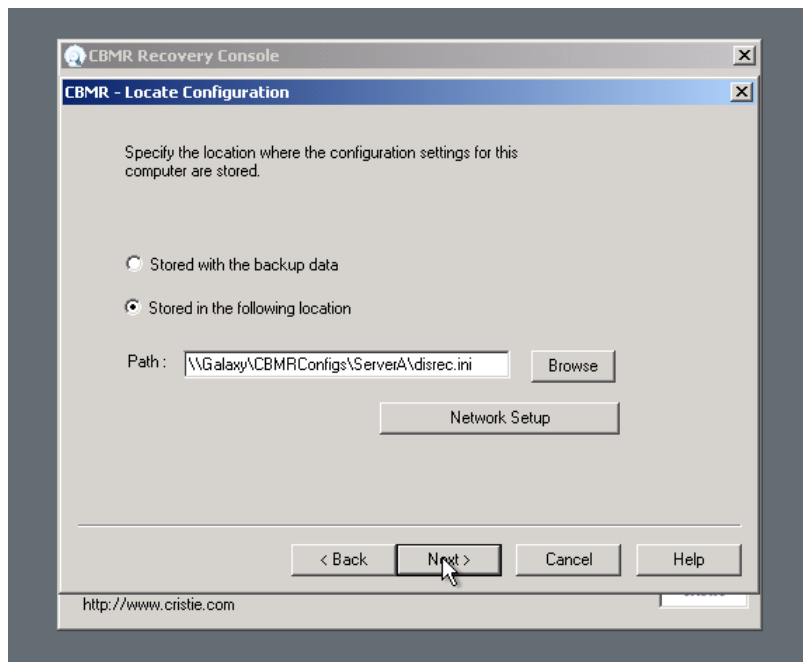 CBMR Recovery Console
CBMR - Locate Configuration
Specify the location where the configuration settings for this
computer are stored.
Stored with the backup data
Stored in the following location
Path : \\Galaxy\CBMRConfigs\ServerA\disrec.ini Browse
Network Setup
< Back Next > Cancel Help
http://www.cristie.com